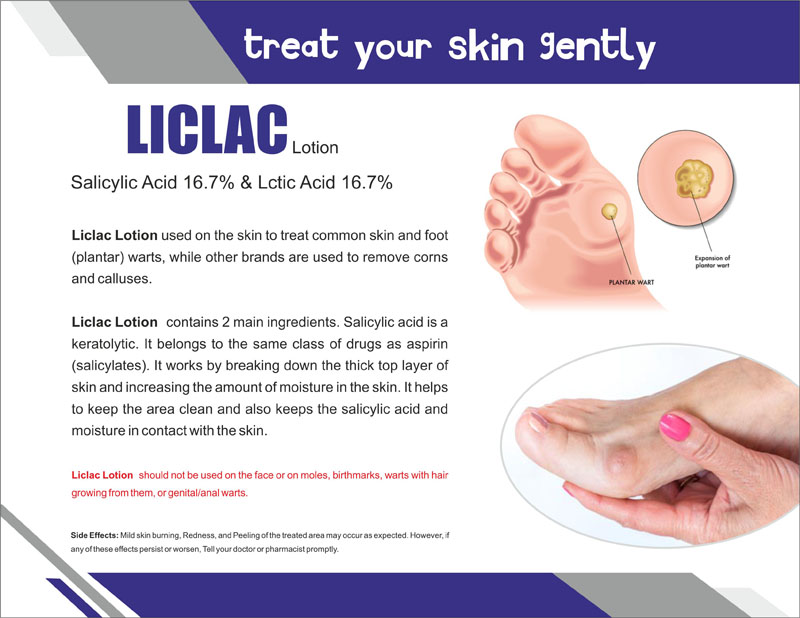 treat your skin gently
LICLAC Lotion
Salicylic Acid 16.7% & Lctic Acid 16.7%
Liclac Lotion used on the skin to treat common skin and foot
(plantar) warts, while other brands are used to remove corns
and calluses.
Liclac Lotion contains 2 main ingredients. Salicylic acid is a
keratolytic. It belongs to the same class of drugs as aspirin
(salicylates). It works by breaking down the thick top layer of
skin and increasing the amount of moisture in the skin. It helps
to keep the area clean and also keeps the salicylic acid and
moisture in contact with the skin.
Liclac Lotion should not be used on the face or on moles, birthmarks, warts with hair
growing from them, or genital/anal warts.
Side Effects: Mild skin burning, Redness, and Peeling of the treated area may occur as expected. However, if
any of these effects persist or worsen, Tell your doctor or pharmacist promptly.
PLANTAR WART
Expansion of
plantar wart